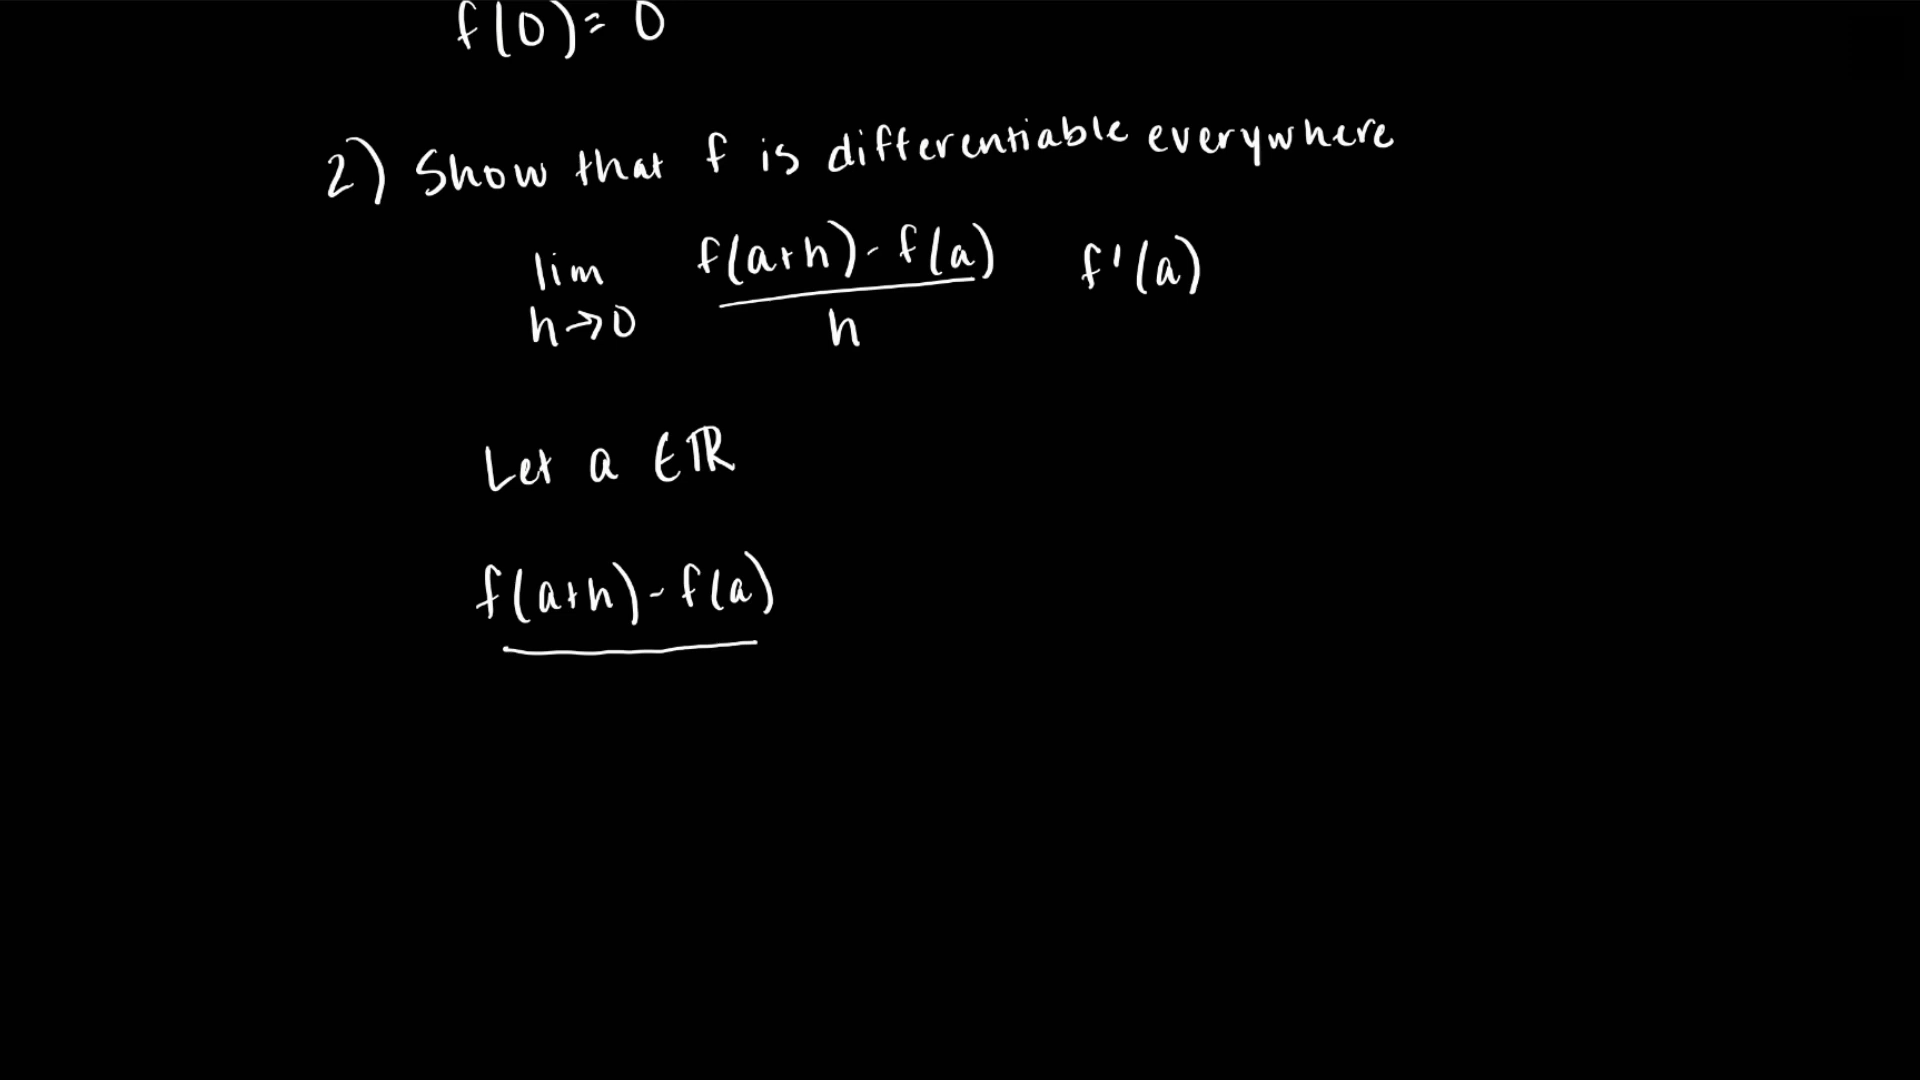 f(0)= 0
2) Show that f is differentiable everywhere
lim h→0 f(a+h) - f(a) / h f'(a)
Let a ∈ ℝ
f(a+h) - f(a)